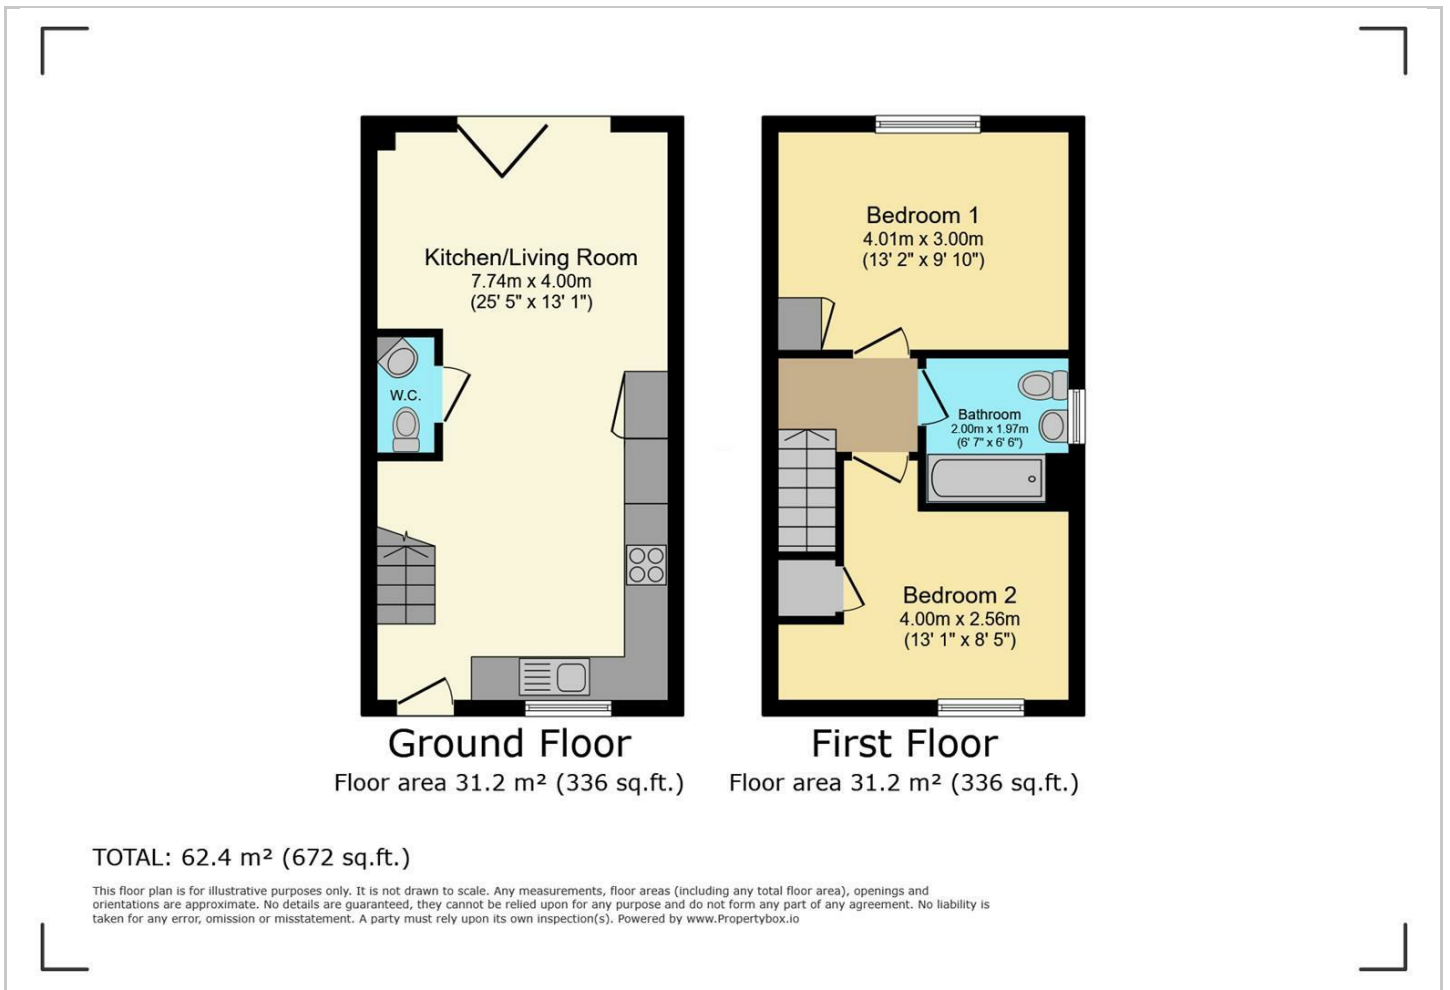 Kitchen/Living Room
7.74m x 4.00m
(25' 5" x 13' 1")
W.C.
Ground Floor
Floor area 31.2 m² (336 sq.ft.)
Bedroom 1
4.01m x 3.00m
(13' 2" x 9' 10")
Bathroom
2.00m x 1.97m
(6' 7" x 6' 6")
Bedroom 2
4.00m x 2.56m
(13' 1" x 8' 5")
First Floor
Floor area 31.2 m² (336 sq.ft.)
TOTAL: 62.4 m² (672 sq.ft.)
This floor plan is for illustrative purposes only. It is not drawn to scale. Any measurements, floor areas (including any total floor area), openings and
orientations are approximate. No details are guaranteed, they cannot be relied upon for any purpose and do not form any part of any agreement. No liability is
taken for any error, omission or misstatement. A party must rely upon its own inspection(s). Powered by www.Propertybox.io